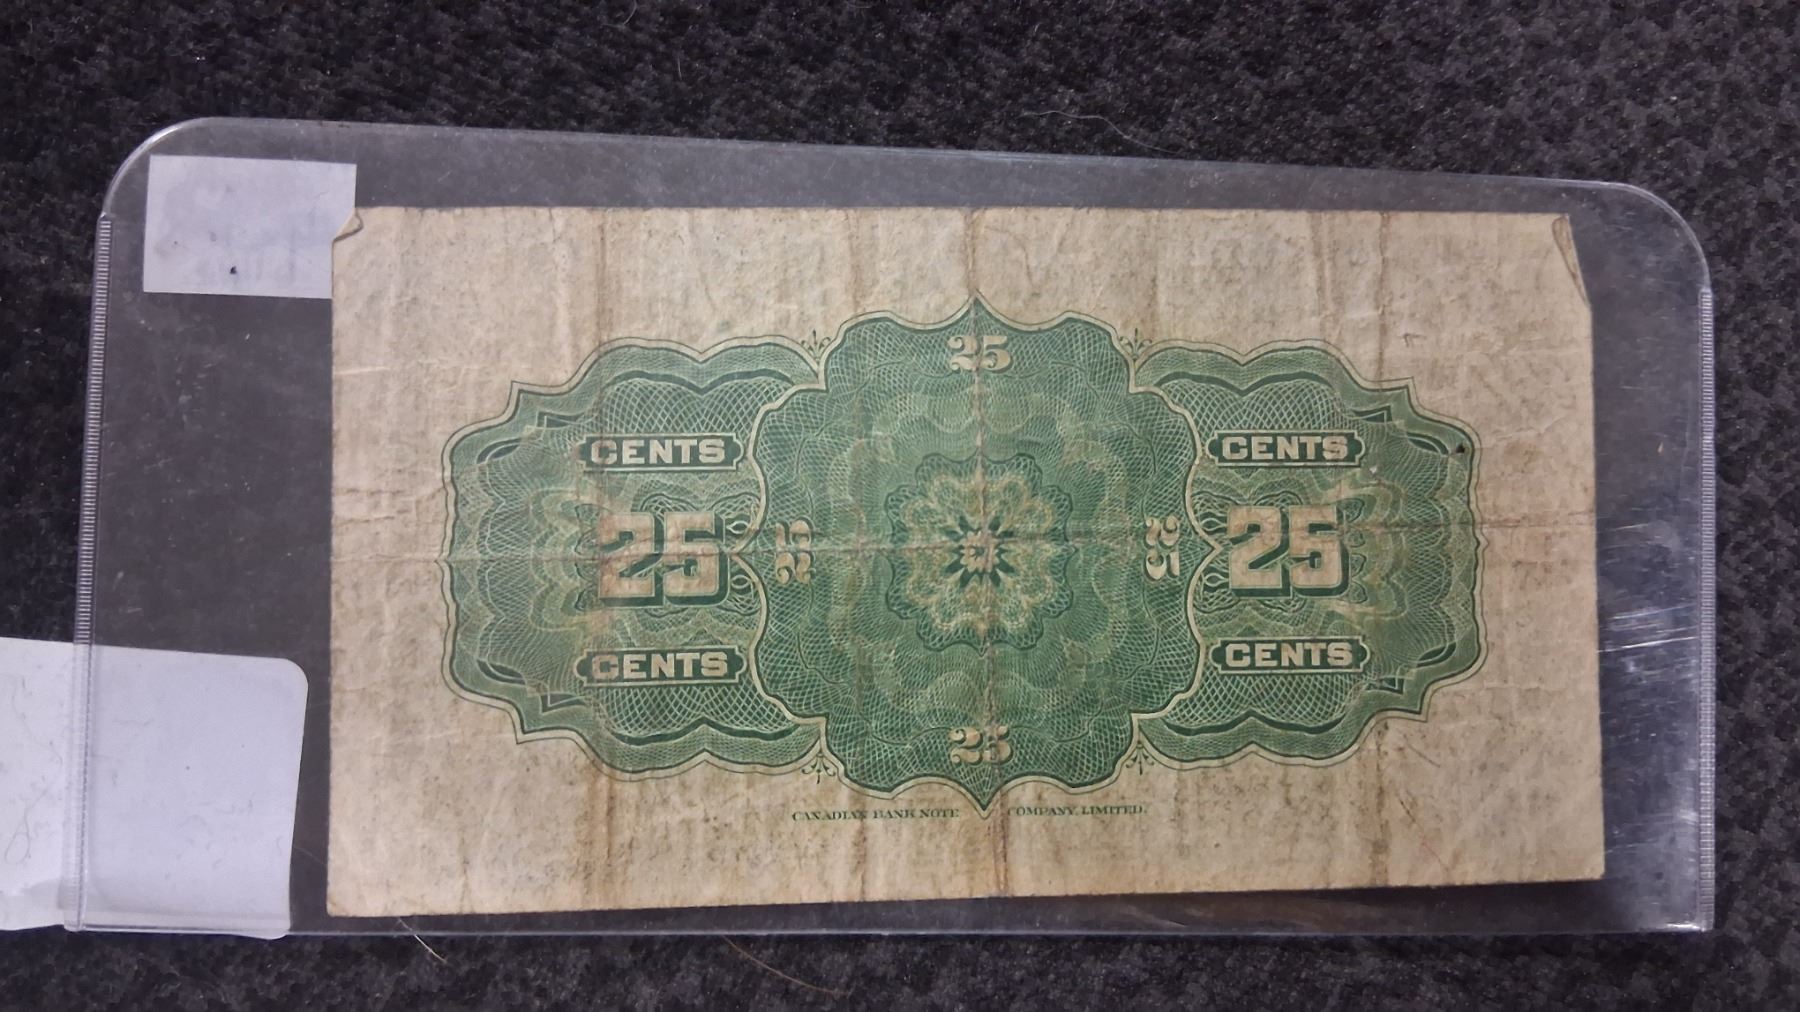 25
CENTS CENTS
25 25 25 25
CENTS CENTS
25
CANADIAN BANK NOTE COMPANY, LIMITED.